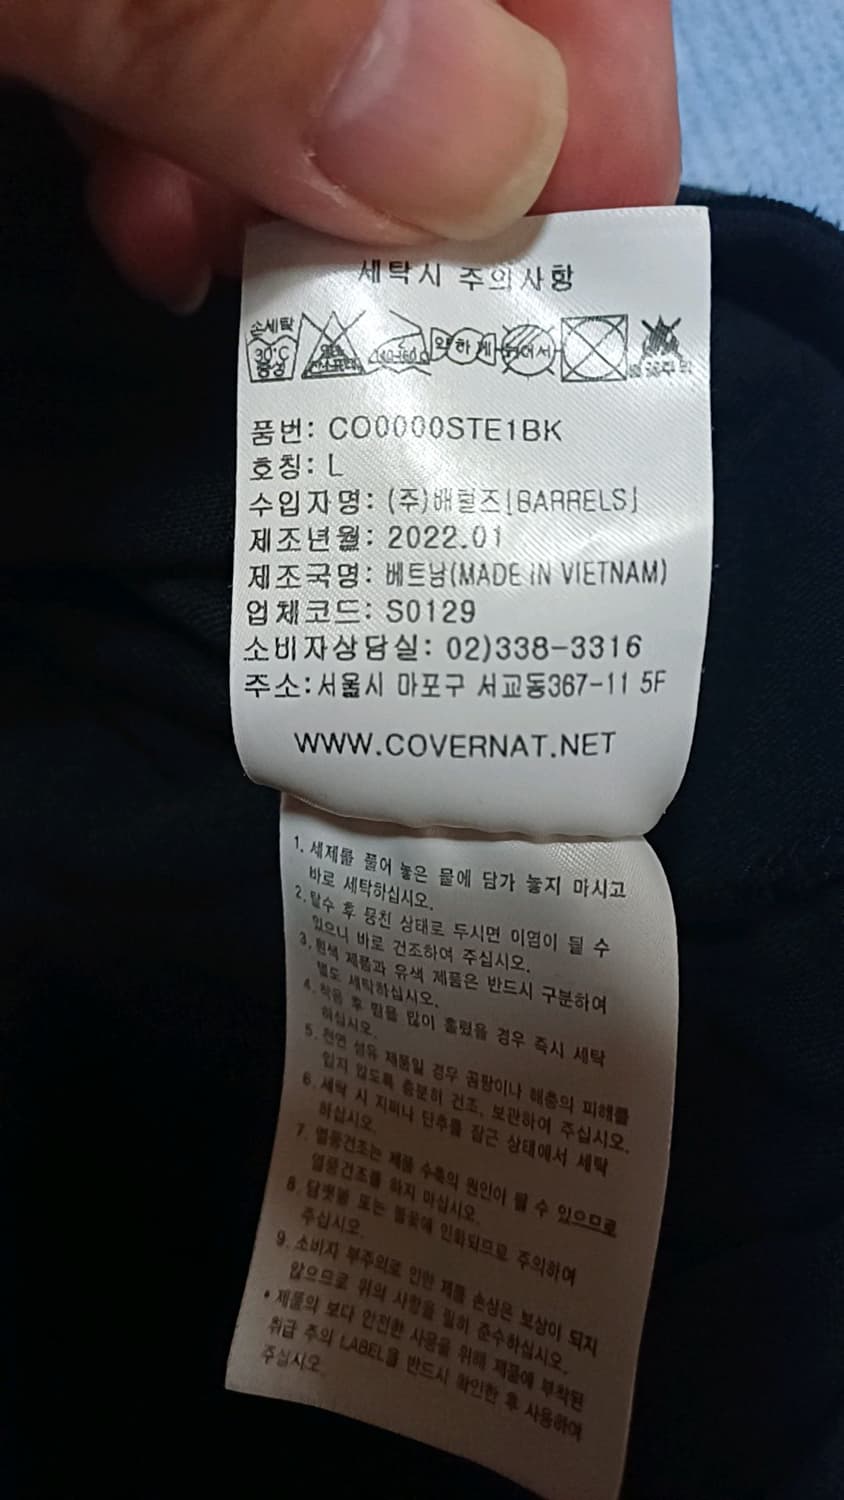 세탁시 주의사항
손세탁
30°C
중성
약하게
뉘어서
품번: CO0000STE1BK
호칭: L
수입자명: (주)배럴즈[BARRELS]
제조년월: 2022.01
제조국명: 베트남(MADE IN VIETNAM)
업체코드: S0129
소비자상담실: 02)338-3316
주소:서울시 마포구 서교동367-11 5F
WWW.COVERNAT.NET
1. 세제를 풀어 놓은 물에 담가 놓지 마시고
바로 세탁하십시오.
2. 탈수 후 뭉친 상태로 두시면 이염이 될 수
있으니 바로 건조하여 주십시오.
3. 흰색 제품과 유색 제품은 반드시 구분하여
별도 세탁하십시오.
4. 착용 후 땀을 많이 흘렸을 경우 즉시 세탁
하십시오.
5. 천연 섬유 제품일 경우 곰팡이나 해충의 피해를
입지 않도록 충분히 건조, 보관하여 주십시오.
6. 세탁 시 지퍼나 단추를 잠근 상태에서 세탁
하십시오.
7. 열풍건조는 제품 수축의 원인이 될 수 있으므로
열풍건조를 하지 마십시오.
8. 담뱃불 또는 불꽃에 인화되므로 주의하여
주십시오.
9. 소비자 부주의로 인한 제품 손상은 보상이 되지
않으므로 위의 사항을 필히 준수하십시오.
• 제품의 보다 안전한 사용을 위해 제품에 부착된
취급 주의 LABEL을 반드시 확인한 후 사용하여
주십시오.